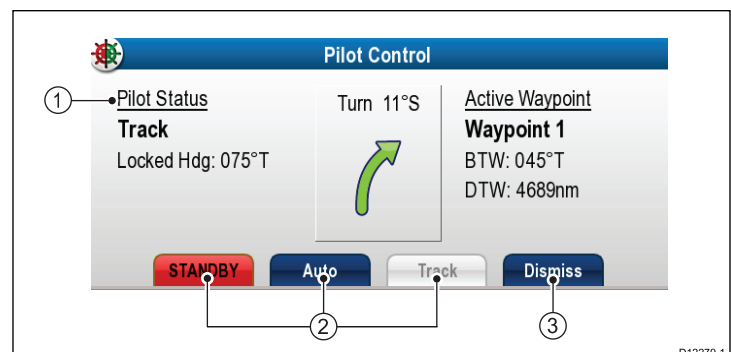 Pilot Control
1
Pilot Status
Track
Locked Hdg: 075°T
Turn 11°S
Active Waypoint
Waypoint 1
BTW: 045°T
DTW: 4689nm
STANDBY
Auto
Track
Dismiss
2
3